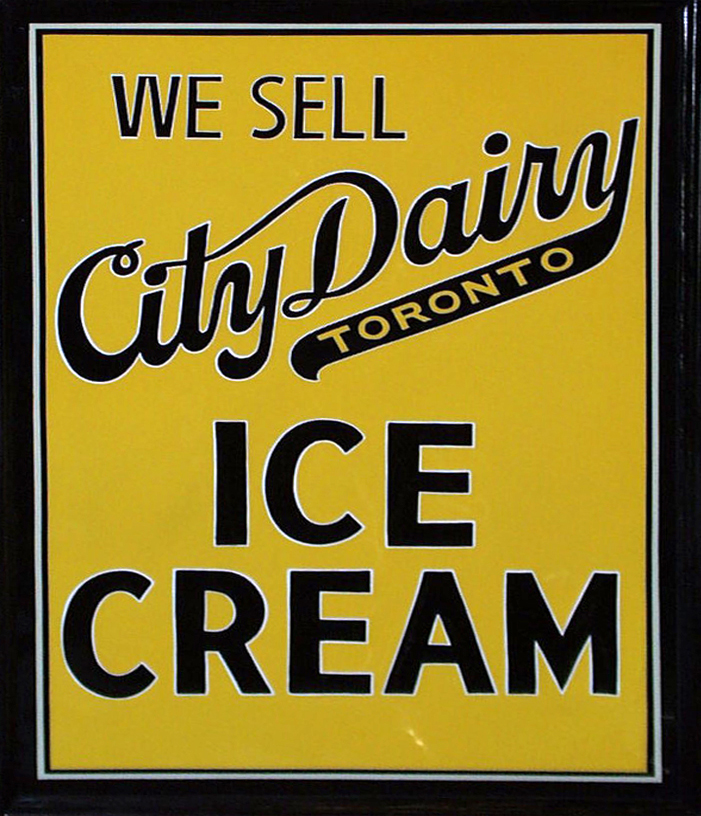 WE SELL
City Dairy
TORONTO
ICE
CREAM